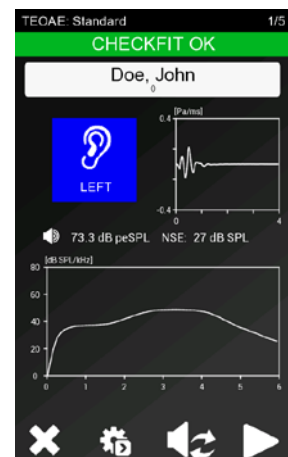 TEOAE: Standard 1/5
CHECKFIT OK
Doe, John
0
[Pa/ms]
0.4
-0.4
0 4
LEFT
73.3 dB peSPL NSE: 27 dB SPL
[dB SPL/kHz]
80
60
40
20
0
0 1 2 3 4 5 6